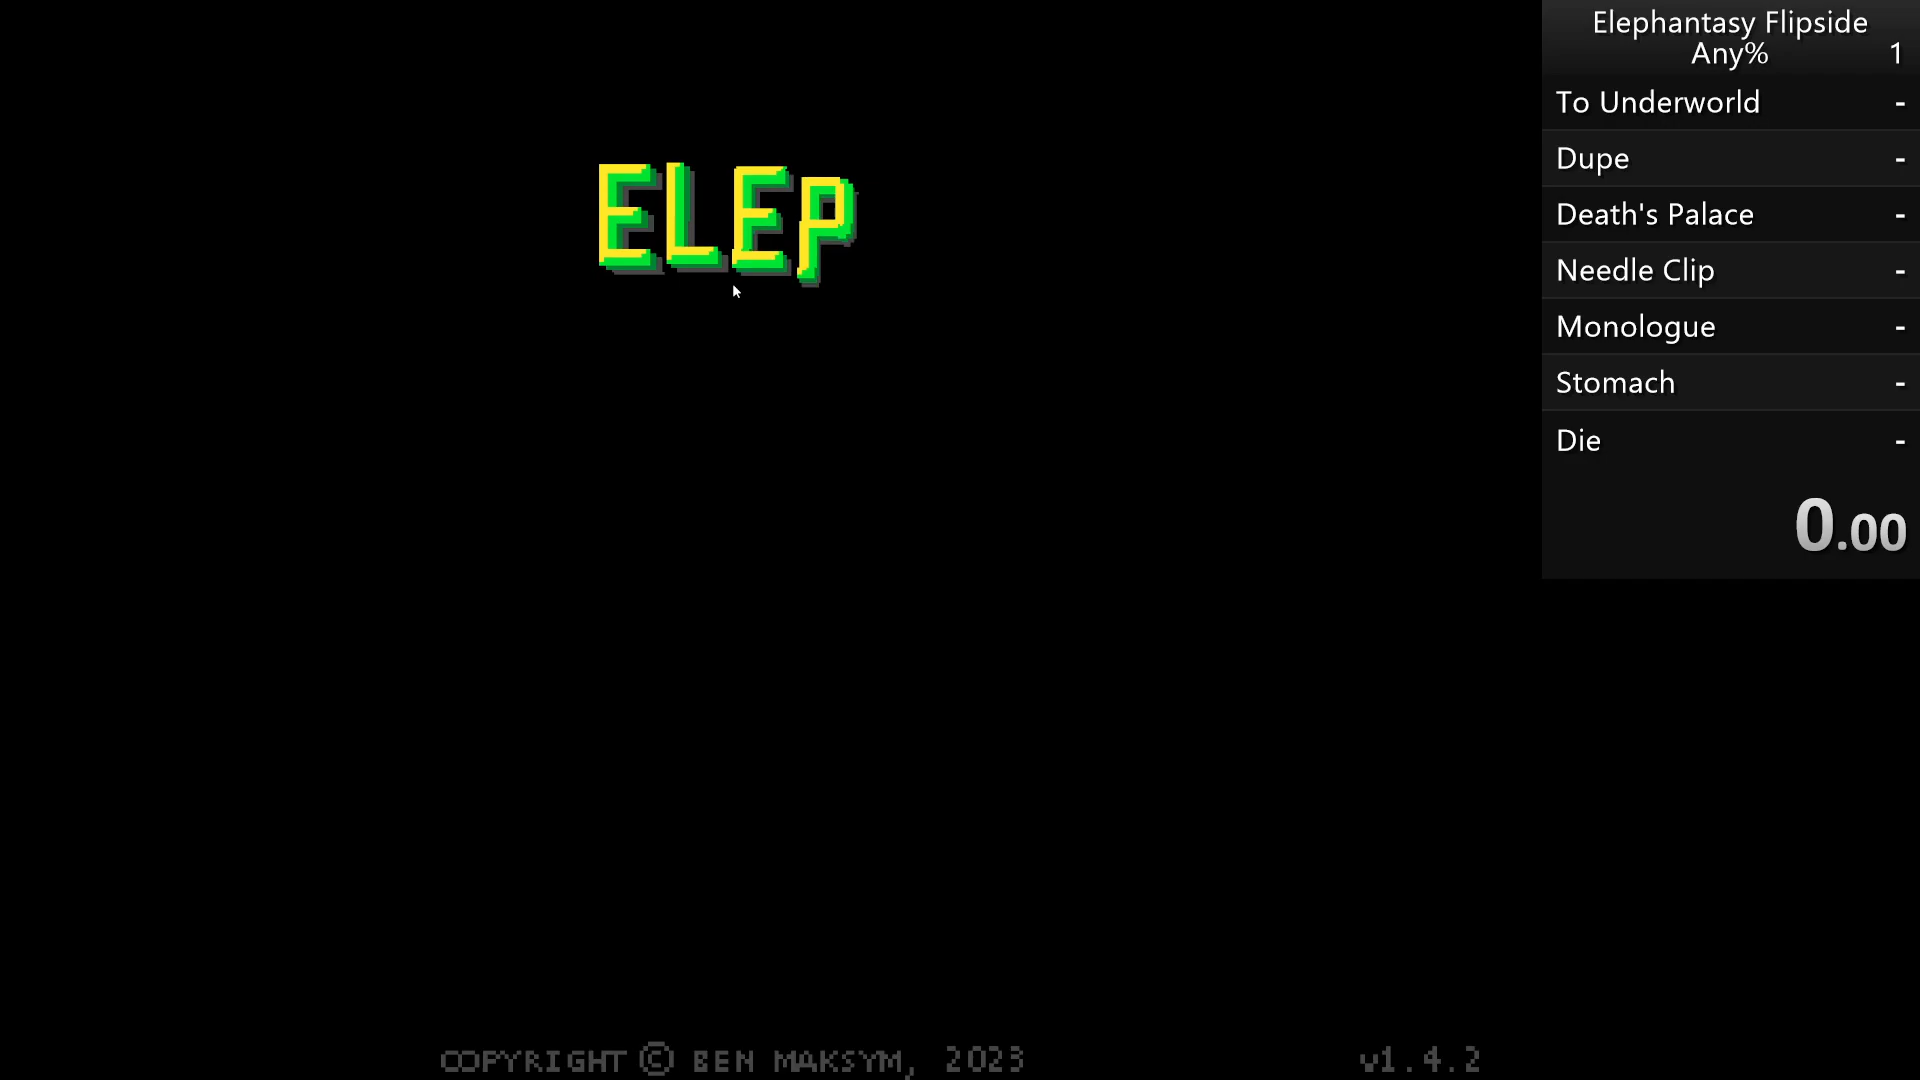 ELEP
COPYRIGHT © BEN MAKSYM, 2023
v1.4.2
Elephantasy Flipside
Any% 1
To Underworld -
Dupe -
Death's Palace -
Needle Clip -
Monologue -
Stomach -
Die -
0.00